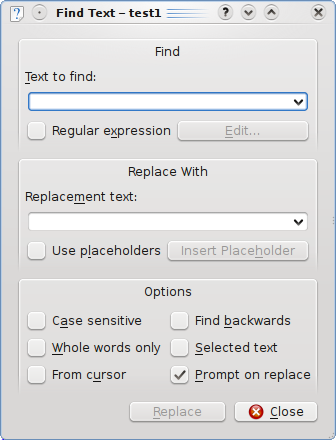 Find Text – test1
Find
Text to find:
Regular expression Edit...
Replace With
Replacement text:
Use placeholders Insert Placeholder
Options
Case sensitive Find backwards
Whole words only Selected text
From cursor Prompt on replace
Replace Close